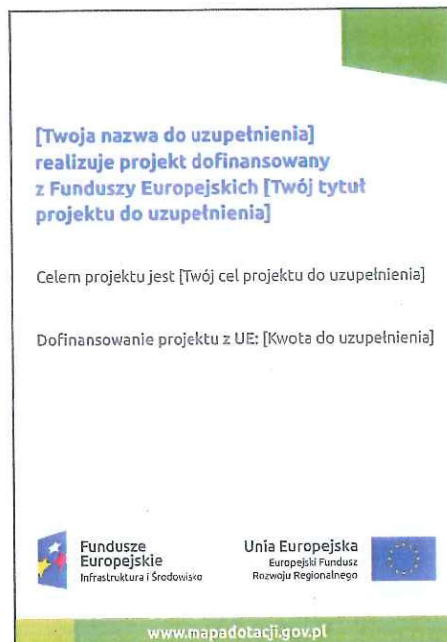 [Twoja nazwa do uzupełnienia]
realizuje projekt dofinansowany
z Funduszy Europejskich [Twój tytuł
projektu do uzupełnienia]
Celem projektu jest [Twój cel projektu do uzupełnienia]
Dofinansowanie projektu z UE: [Kwota do uzupełnienia]
Fundusze
Europejskie
Infrastruktura i Środowisko
Unia Europejska
Europejski Fundusz
Rozwoju Regionalnego
www.mapadotacji.gov.pl